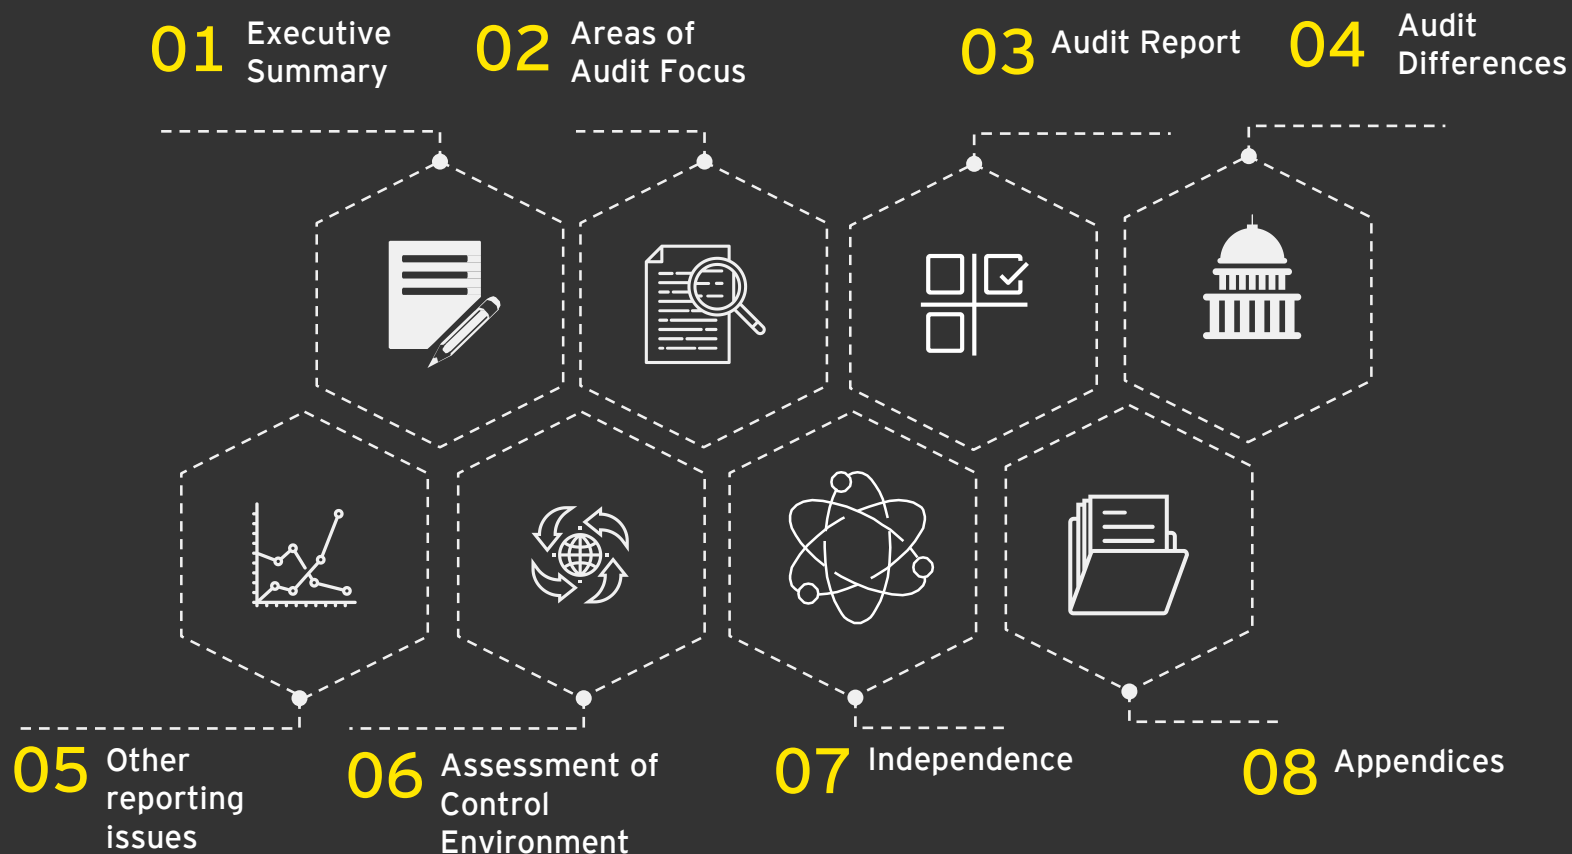 01 Executive
Summary
02 Areas of
Audit Focus
03 Audit Report
04 Audit
Differences
05 Other
reporting
issues
06 Assessment of
Control
Environment
07 Independence
08 Appendices